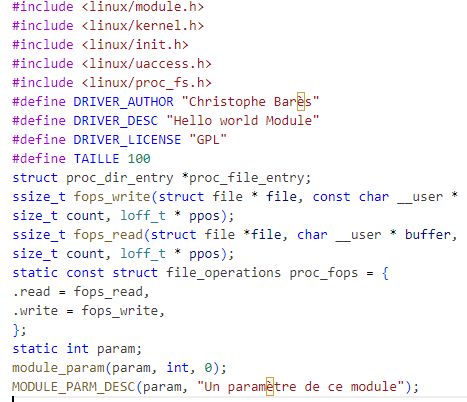 #include <linux/module.h>
#include <linux/kernel.h>
#include <linux/init.h>
#include <linux/uaccess.h>
#include <linux/proc_fs.h>
#define DRIVER_AUTHOR "Christophe Barès"
#define DRIVER_DESC "Hello world Module"
#define DRIVER_LICENSE "GPL"
#define TAILLE 100
struct proc_dir_entry *proc_file_entry;
ssize_t fops_write(struct file * file, const char __user *
size_t count, loff_t * ppos);
ssize_t fops_read(struct file *file, char __user * buffer,
size_t count, loff_t * ppos);
static const struct file_operations proc_fops = {
.read = fops_read,
.write = fops_write,
};
static int param;
module_param(param, int, 0);
MODULE_PARM_DESC(param, "Un paramètre de ce module");